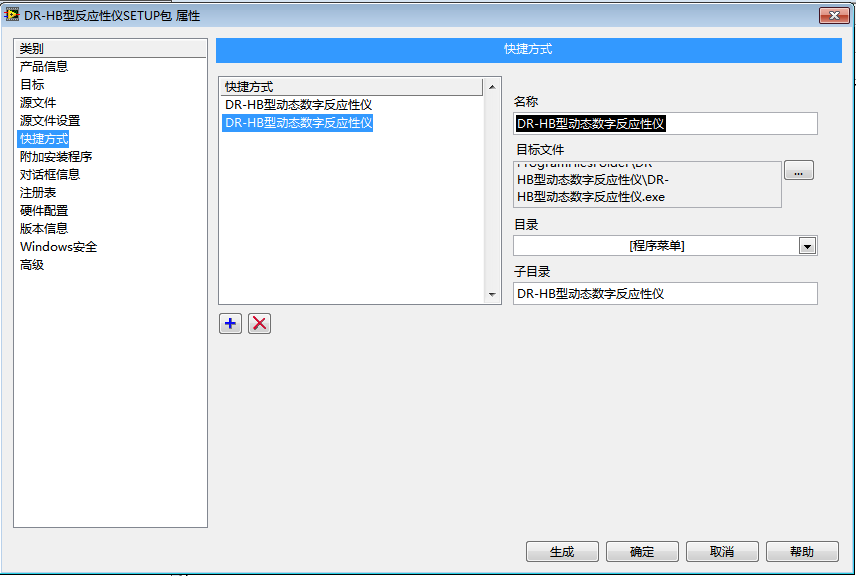 DR-HB型反应性仪SETUP包 属性
类别
产品信息
目标
源文件
源文件设置
快捷方式
附加安装程序
对话框信息
注册表
硬件配置
版本信息
Windows安全
高级
快捷方式
快捷方式
DR-HB型动态数字反应性仪
DR-HB型动态数字反应性仪
名称
DR-HB型动态数字反应性仪
目标文件
ProgramFilesFolder\DR-
HB型动态数字反应性仪\DR-
HB型动态数字反应性仪.exe
...
目录
[程序菜单]
子目录
DR-HB型动态数字反应性仪
生成
确定
取消
帮助